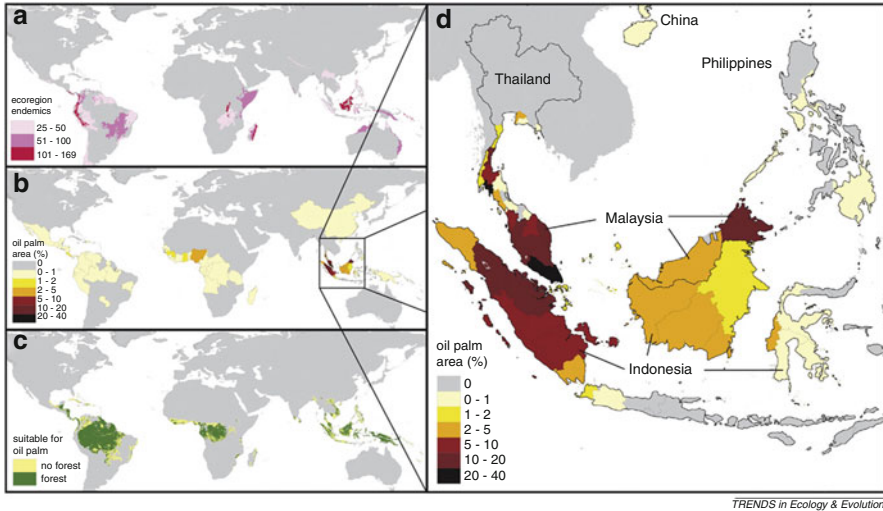 a
ecoregion
endemics
25 - 50
51 - 100
101 - 169
b
oil palm
area (%)
0
0 - 1
1 - 2
2 - 5
5 - 10
10 - 20
20 - 40
c
suitable for
oil palm
no forest
forest
d
China
Philippines
Thailand
Malaysia
Indonesia
oil palm
area (%)
0
0 - 1
1 - 2
2 - 5
5 - 10
10 - 20
20 - 40
TRENDS in Ecology & Evolution